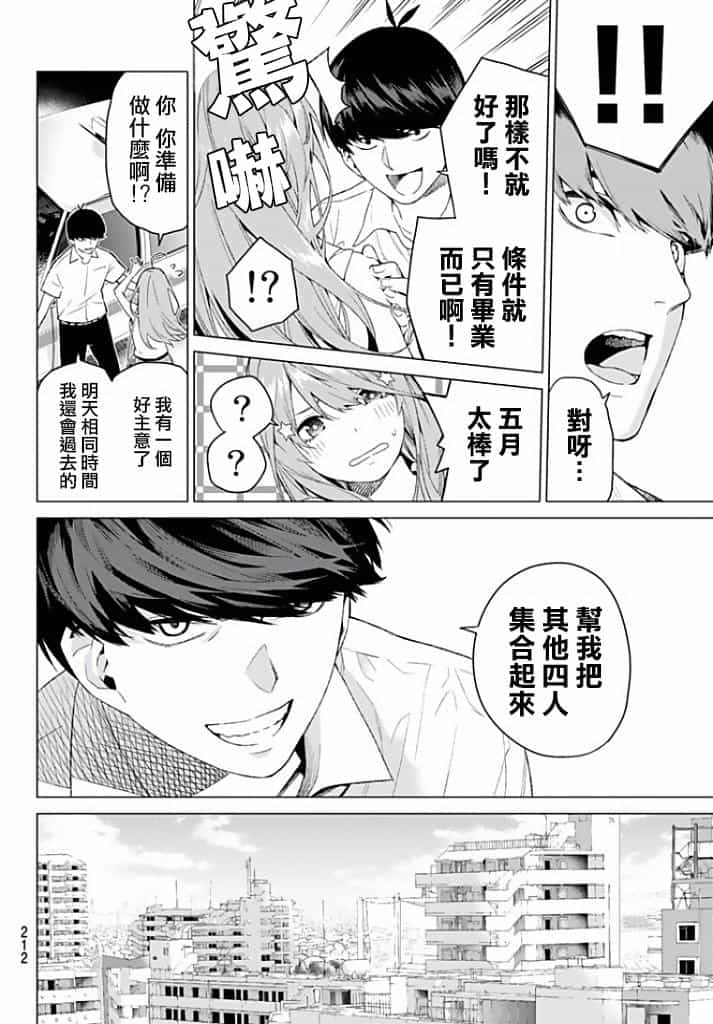 !!
對呀…
那樣不就
好了嗎！
條件就
只有畢業
而已啊！
驚
嚇
!?
五月
太棒了
?
?
你 你準備
做什麼啊!?
我有一個
好主意了
明天相同時間
我還會過去的
幫我把
其他四人
集合起來
212